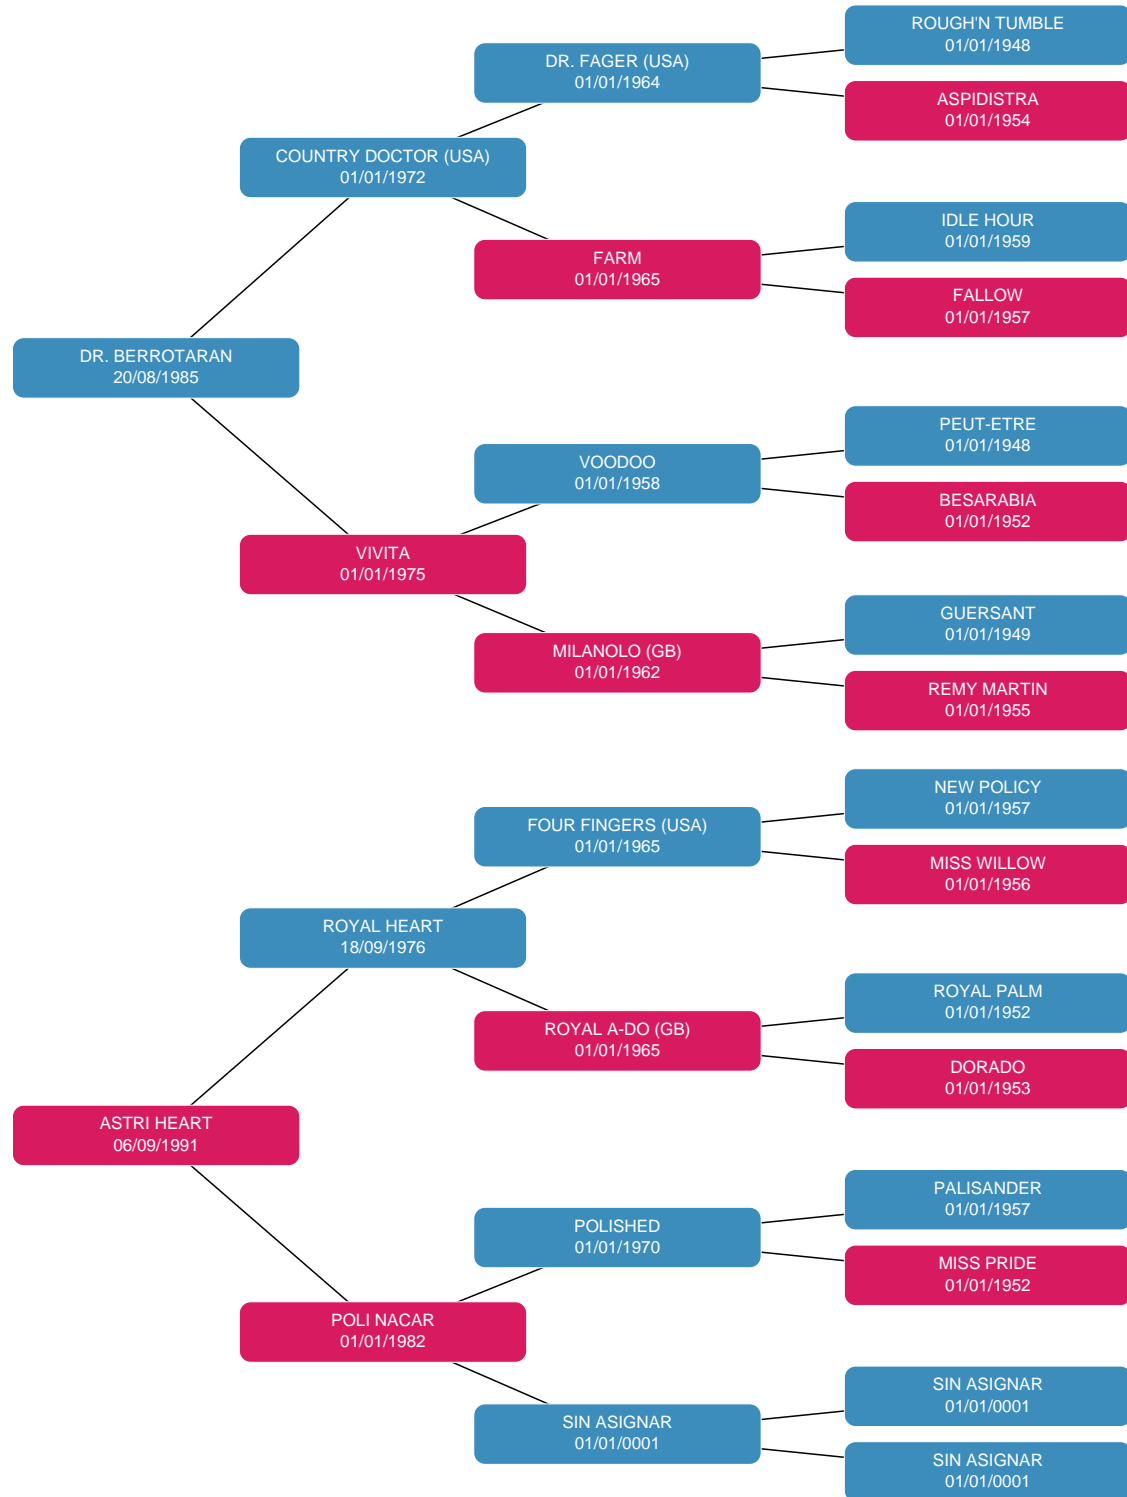 ROUGH'N TUMBLE
01/01/1948
DR. FAGER (USA)
01/01/1964
ASPIDISTRA
01/01/1954
COUNTRY DOCTOR (USA)
01/01/1972
IDLE HOUR
01/01/1959
FARM
01/01/1965
FALLOW
01/01/1957
DR. BERROTARAN
20/08/1985
PEUT-ETRE
01/01/1948
VOODOO
01/01/1958
BESARABIA
01/01/1952
VIVITA
01/01/1975
GUERSANT
01/01/1949
MILANOLO (GB)
01/01/1962
REMY MARTIN
01/01/1955
NEW POLICY
01/01/1957
FOUR FINGERS (USA)
01/01/1965
MISS WILLOW
01/01/1956
ROYAL HEART
18/09/1976
ROYAL PALM
01/01/1952
ROYAL A-DO (GB)
01/01/1965
DORADO
01/01/1953
ASTRI HEART
06/09/1991
PALISANDER
01/01/1957
POLISHED
01/01/1970
MISS PRIDE
01/01/1952
POLI NACAR
01/01/1982
SIN ASIGNAR
01/01/0001
SIN ASIGNAR
01/01/0001
SIN ASIGNAR
01/01/0001